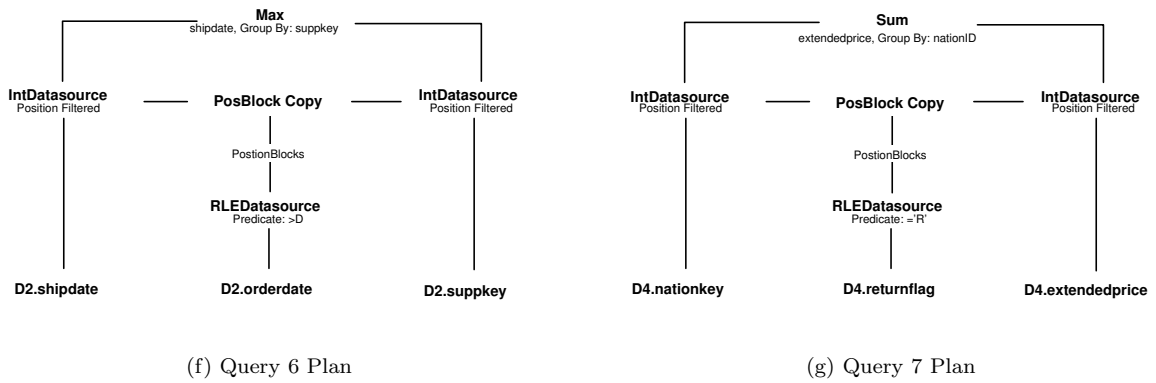 Max
shipdate, Group By: suppkey
IntDatasource
Position Filtered
PosBlock Copy
IntDatasource
Position Filtered
PostionBlocks
RLEDatasource
Predicate: >D
D2.shipdate
D2.orderdate
D2.suppkey
(f) Query 6 Plan
Sum
extendedprice, Group By: nationID
IntDatasource
Position Filtered
PosBlock Copy
IntDatasource
Position Filtered
PostionBlocks
RLEDatasource
Predicate: ='R'
D4.nationkey
D4.returnflag
D4.extendedprice
(g) Query 7 Plan